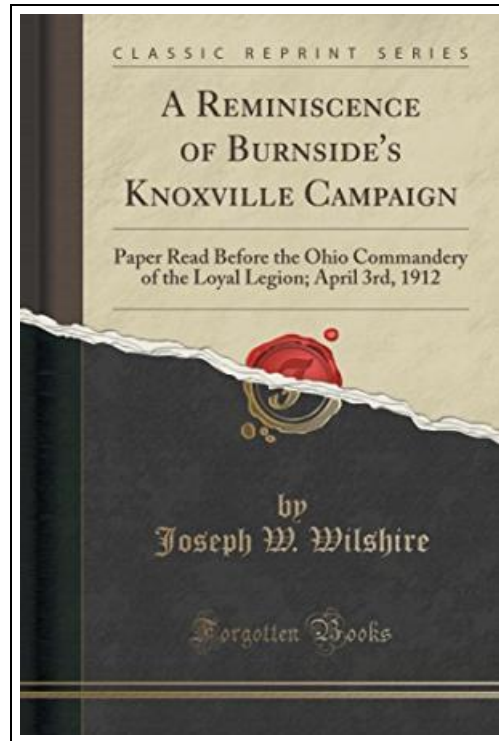 CLASSIC REPRINT SERIES
A REMINISCENCE
OF BURNSIDE'S
KNOXVILLE CAMPAIGN
Paper Read Before the Ohio Commandery
of the Loyal Legion; April 3rd, 1912
by
Joseph W. Wilshire
Forgotten Books